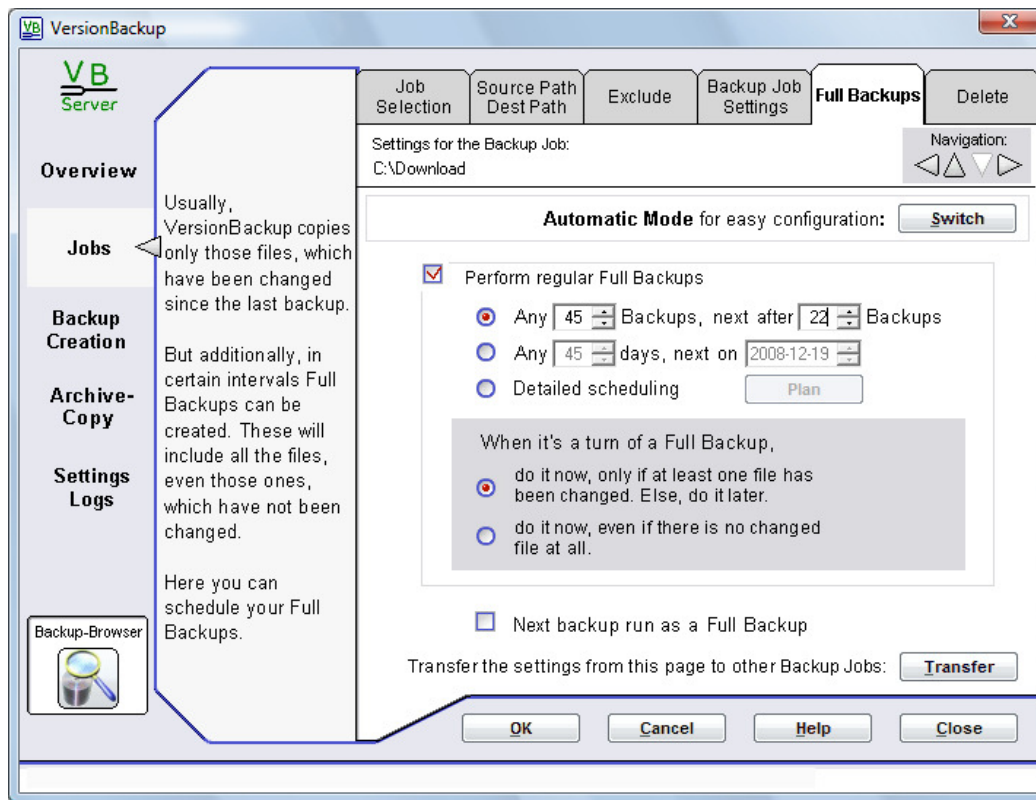 VB VersionBackup
VB
Server
Overview
Jobs
Backup
Creation
Archive-
Copy
Settings
Logs
Backup-Browser
Usually,
VersionBackup copies
only those files, which
have been changed
since the last backup.
But additionally, in
certain intervals Full
Backups can be
created. These will
include all the files,
even those ones,
which have not been
changed.
Here you can
schedule your Full
Backups.
Job
Selection
Source Path
Dest Path
Exclude
Backup Job
Settings
Full Backups
Delete
Settings for the Backup Job:
C:\Download
Navigation:
Automatic Mode for easy configuration: Switch
Perform regular Full Backups
Any 45 Backups, next after 22 Backups
Any 45 days, next on 2008-12-19
Detailed scheduling Plan
When it's a turn of a Full Backup,
do it now, only if at least one file has
been changed. Else, do it later.
do it now, even if there is no changed
file at all.
Next backup run as a Full Backup
Transfer the settings from this page to other Backup Jobs: Transfer
OK Cancel Help Close